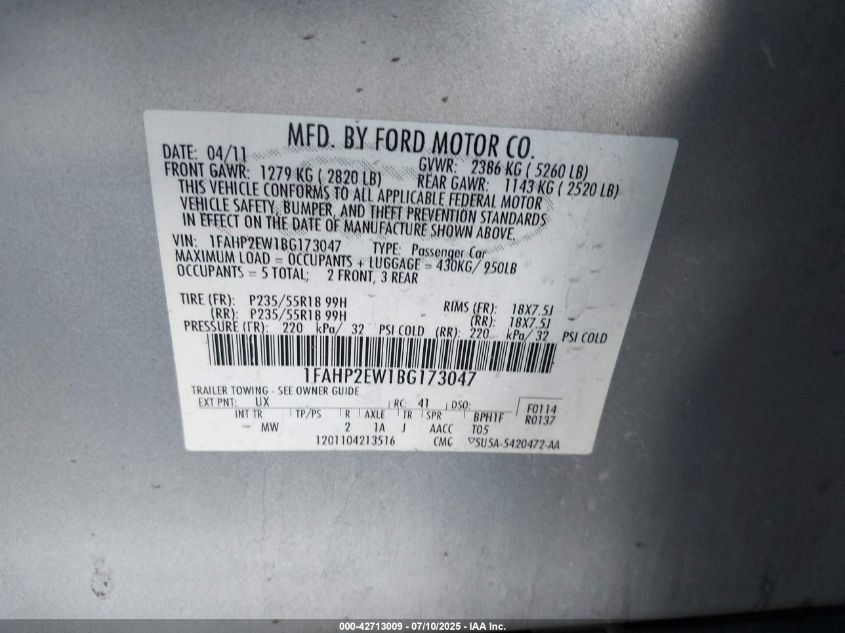 MFD. BY FORD MOTOR CO.
DATE: 04/11 GVWR: 2386 KG ( 5260 LB)
FRONT GAWR: 1279 KG ( 2820 LB) REAR GAWR: 1143 KG ( 2520 LB)
THIS VEHICLE CONFORMS TO ALL APPLICABLE FEDERAL MOTOR
VEHICLE SAFETY, BUMPER, AND THEFT PREVENTION STANDARDS
IN EFFECT ON THE DATE OF MANUFACTURE SHOWN ABOVE.
VIN: 1FAHP2EW1BG173047 TYPE: Passenger Car
MAXIMUM LOAD = OCCUPANTS + LUGGAGE = 430KG/ 950LB
OCCUPANTS = 5 TOTAL; 2 FRONT, 3 REAR
TIRE (FR): P235/55R18 99H RIMS (FR): 18X7.5J
(RR): P235/55R18 99H (RR): 18X7.5J
PRESSURE (FR): 220 kPa/ 32 PSI COLD (RR): 220 kPa/ 32 PSI COLD
1FAHP2EW1BG173047
TRAILER TOWING - SEE OWNER GUIDE
EXT PNT: UX RC: 41 DSO: F0114
INT TR TP/PS R AXLE TR SPR BPH1F R0137
MW 2 1A J AACC T05
1201104213516 CMC 5U5A-5420472-AA
000-42713009 - 07/10/2025 - IAA Inc.